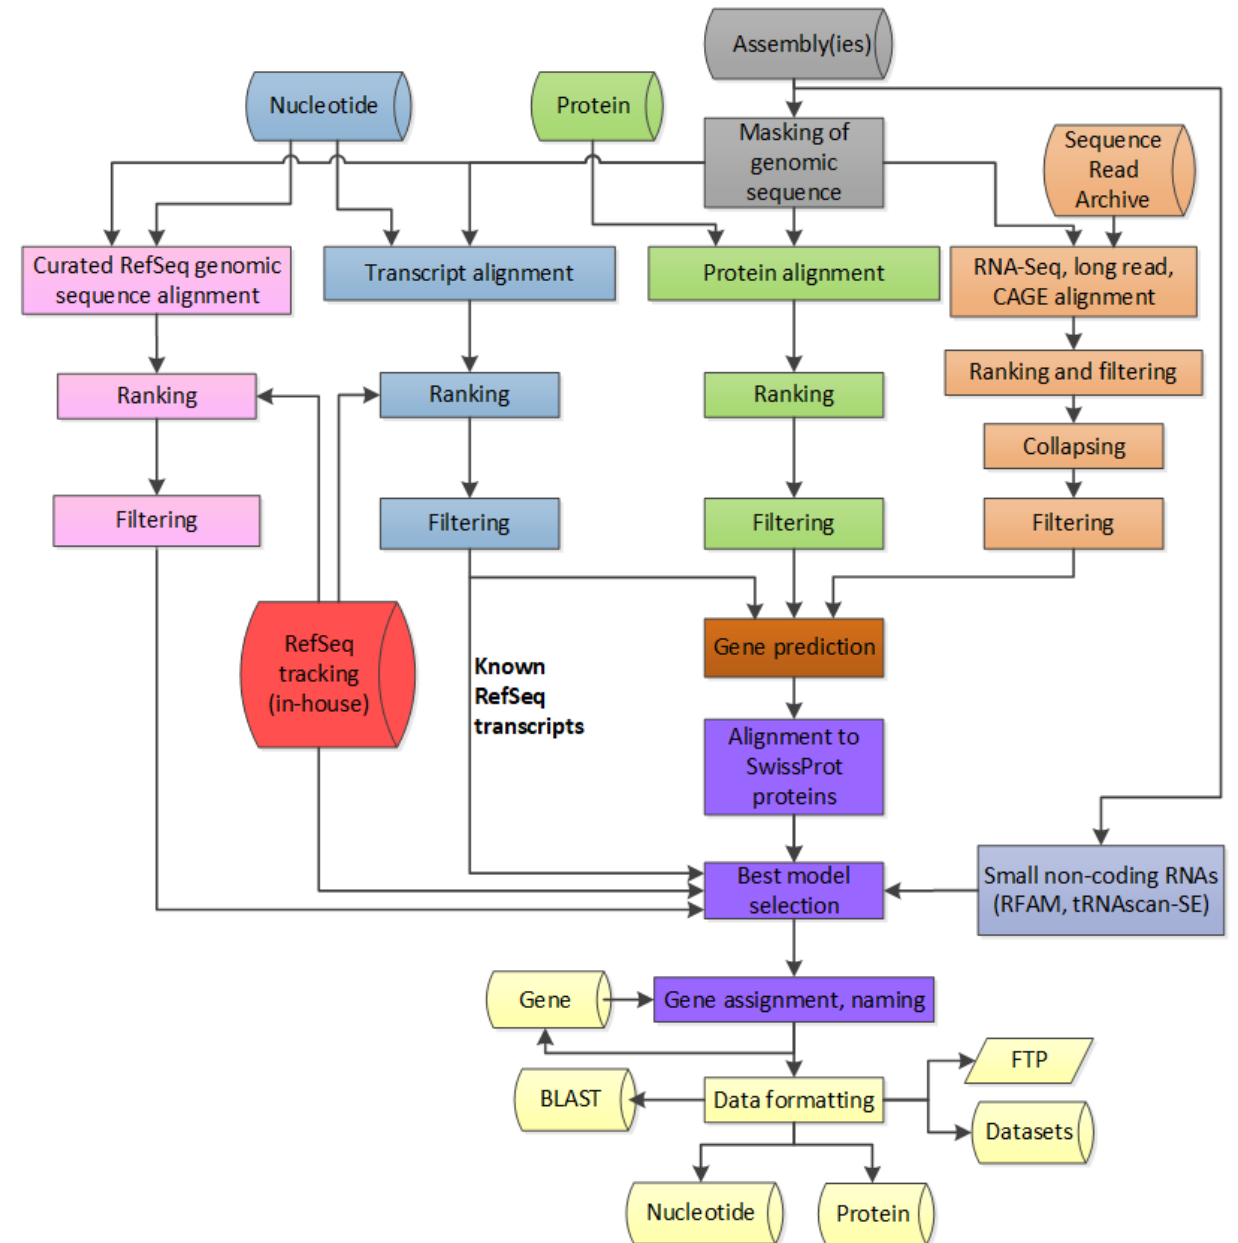 Assembly(ies)
Nucleotide
Protein
Masking of
genomic
sequence
Sequence
Read
Archive
Curated RefSeq genomic
sequence alignment
Transcript alignment
Protein alignment
RNA-Seq, long read,
CAGE alignment
Ranking
Ranking
Ranking
Ranking and filtering
Collapsing
Filtering
Filtering
Filtering
Filtering
RefSeq
tracking
(in-house)
Known
RefSeq
transcripts
Gene prediction
Alignment to
SwissProt
proteins
Best model
selection
Small non-coding RNAs
(RFAM, tRNAscan-SE)
Gene
Gene assignment, naming
FTP
BLAST
Data formatting
Datasets
Nucleotide
Protein